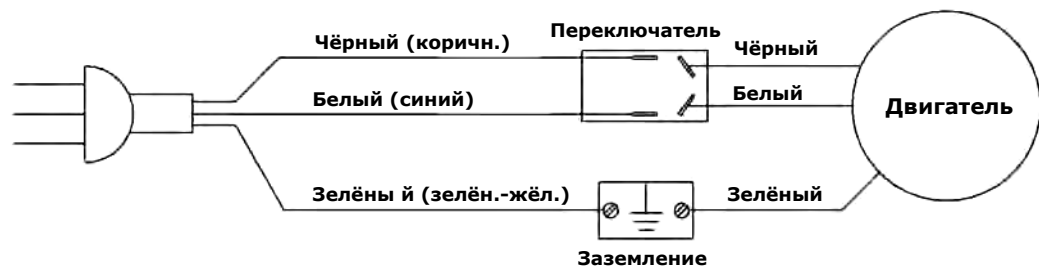 Переключатель
Чёрный (коричн.)
Чёрный
Белый (синий)
Белый
Двигатель
Зелёны й (зелён.-жёл.)
Зелёный
Заземление